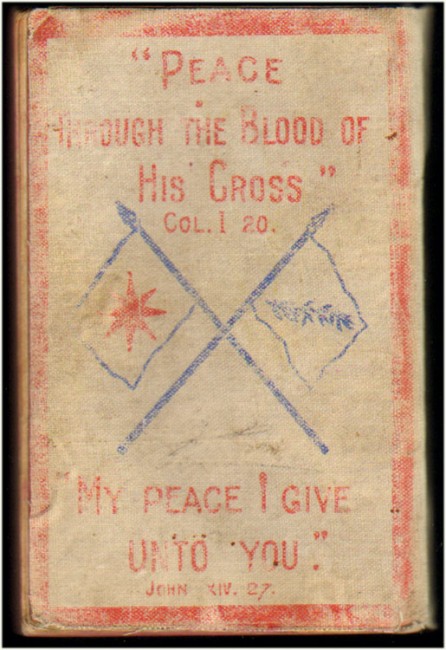 "PEACE
THROUGH THE BLOOD OF
HIS CROSS"
COL. I 20.
"MY PEACE I GIVE
UNTO YOU."
JOHN XIV. 27.